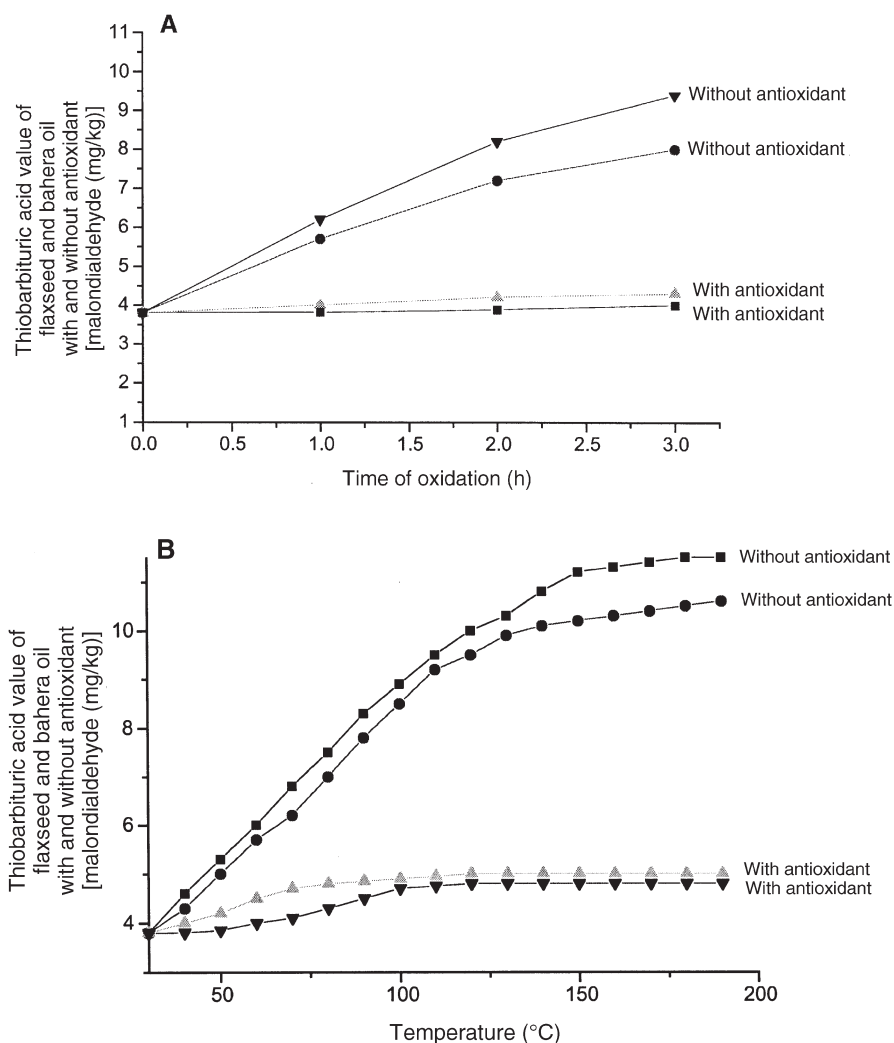 A
Thiobarbituric acid value of
flaxseed and bahera oil
with and without antioxidant
[malondialdehyde (mg/kg)]
11
10
9
8
7
6
5
4
3
2
1
Without antioxidant
Without antioxidant
With antioxidant
With antioxidant
0.0 0.5 1.0 1.5 2.0 2.5 3.0
Time of oxidation (h)
B
Thiobarbituric acid value of
flaxseed and bahera oil
with and without antioxidant
[malondialdehyde (mg/kg)]
10
8
6
4
Without antioxidant
Without antioxidant
With antioxidant
With antioxidant
50 100 150 200
Temperature (°C)